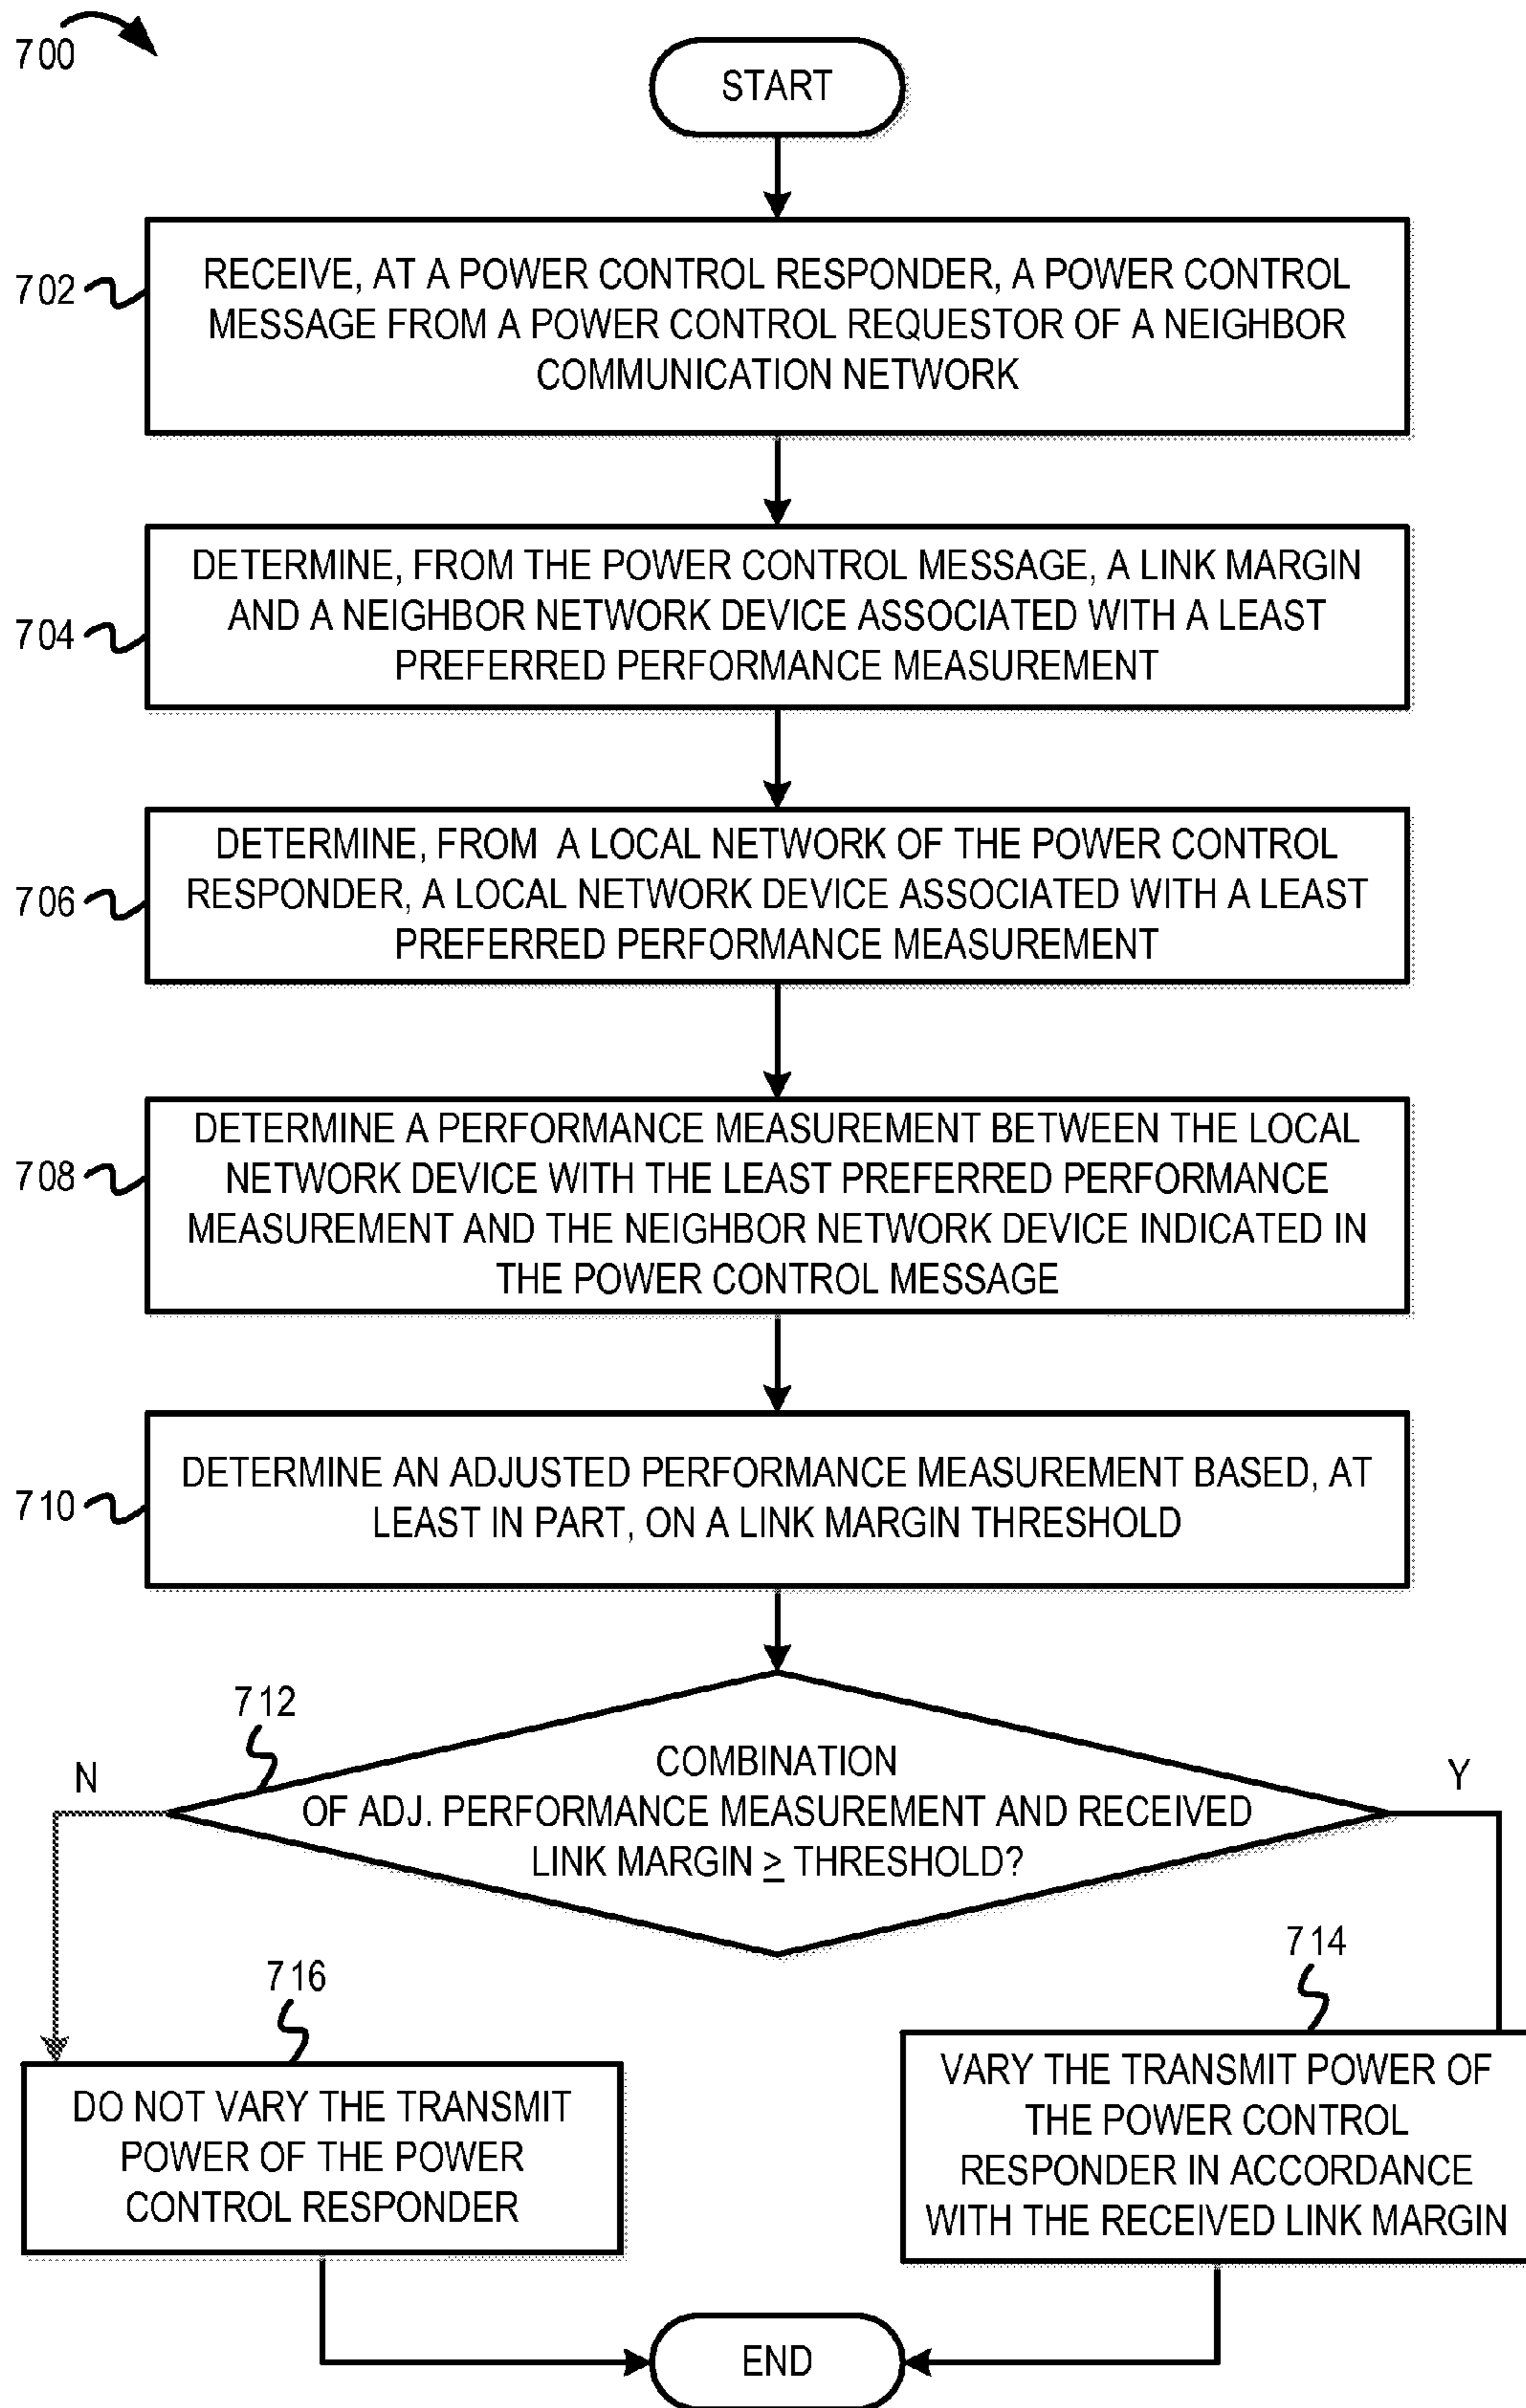 700
START
702
RECEIVE, AT A POWER CONTROL RESPONDER, A POWER CONTROL
MESSAGE FROM A POWER CONTROL REQUESTOR OF A NEIGHBOR
COMMUNICATION NETWORK
704
DETERMINE, FROM THE POWER CONTROL MESSAGE, A LINK MARGIN
AND A NEIGHBOR NETWORK DEVICE ASSOCIATED WITH A LEAST
PREFERRED PERFORMANCE MEASUREMENT
706
DETERMINE, FROM A LOCAL NETWORK OF THE POWER CONTROL
RESPONDER, A LOCAL NETWORK DEVICE ASSOCIATED WITH A LEAST
PREFERRED PERFORMANCE MEASUREMENT
708
DETERMINE A PERFORMANCE MEASUREMENT BETWEEN THE LOCAL
NETWORK DEVICE WITH THE LEAST PREFERRED PERFORMANCE
MEASUREMENT AND THE NEIGHBOR NETWORK DEVICE INDICATED IN
THE POWER CONTROL MESSAGE
710
DETERMINE AN ADJUSTED PERFORMANCE MEASUREMENT BASED, AT
LEAST IN PART, ON A LINK MARGIN THRESHOLD
712
COMBINATION
OF ADJ. PERFORMANCE MEASUREMENT AND RECEIVED
LINK MARGIN ≥ THRESHOLD?
N
Y
716
DO NOT VARY THE TRANSMIT
POWER OF THE POWER
CONTROL RESPONDER
714
VARY THE TRANSMIT POWER OF
THE POWER CONTROL
RESPONDER IN ACCORDANCE
WITH THE RECEIVED LINK MARGIN
END